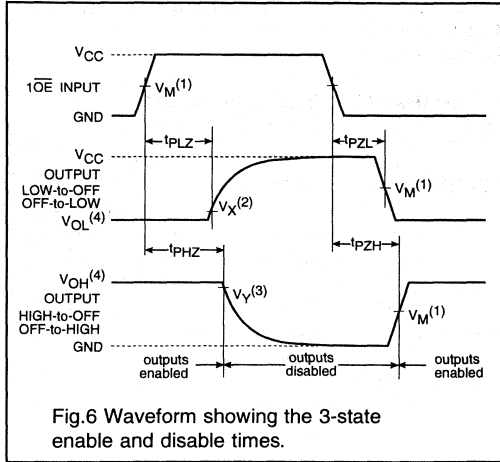 VCC
1OE INPUT
VM(1)
GND
tPLZ
tPZL
VCC
OUTPUT
LOW-to-OFF
OFF-to-LOW
VM(1)
VX(2)
VOL(4)
tPHZ
tPZH
VOH(4)
OUTPUT
VY(3)
HIGH-to-OFF
OFF-to-HIGH
VM(1)
GND
outputs
enabled
outputs
disabled
outputs
enabled
Fig.6 Waveform showing the 3-state
enable and disable times.